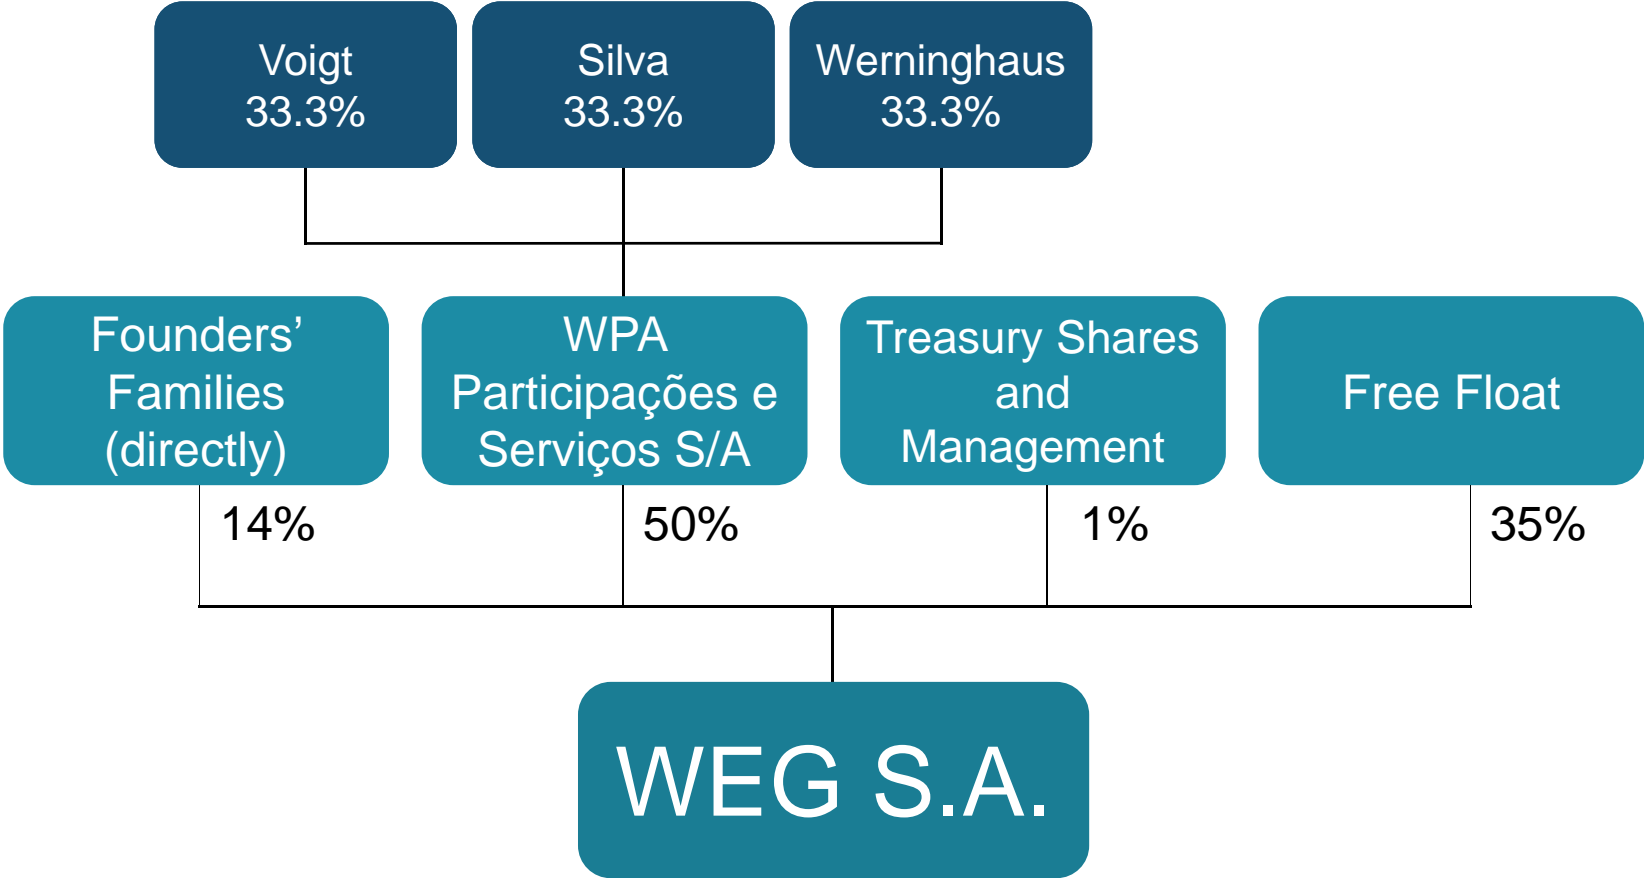 Voigt
33.3%
Silva
33.3%
Werninghaus
33.3%
Founders’
Families
(directly)
WPA
Participações e
Serviços S/A
Treasury Shares
and
Management
Free Float
14%
50%
1%
35%
WEG S.A.